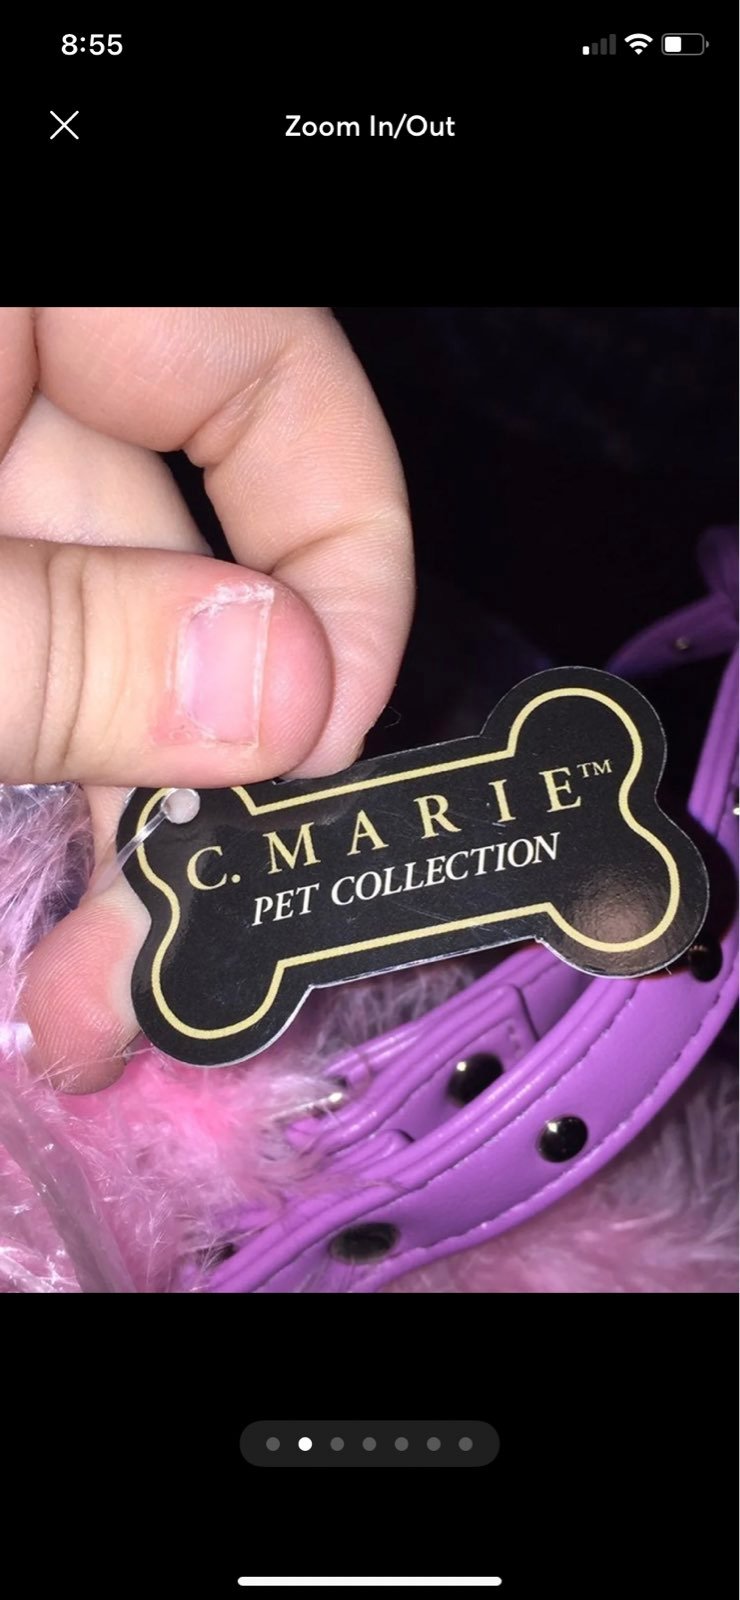 8:55
Zoom In/Out
C. MARIE™
PET COLLECTION